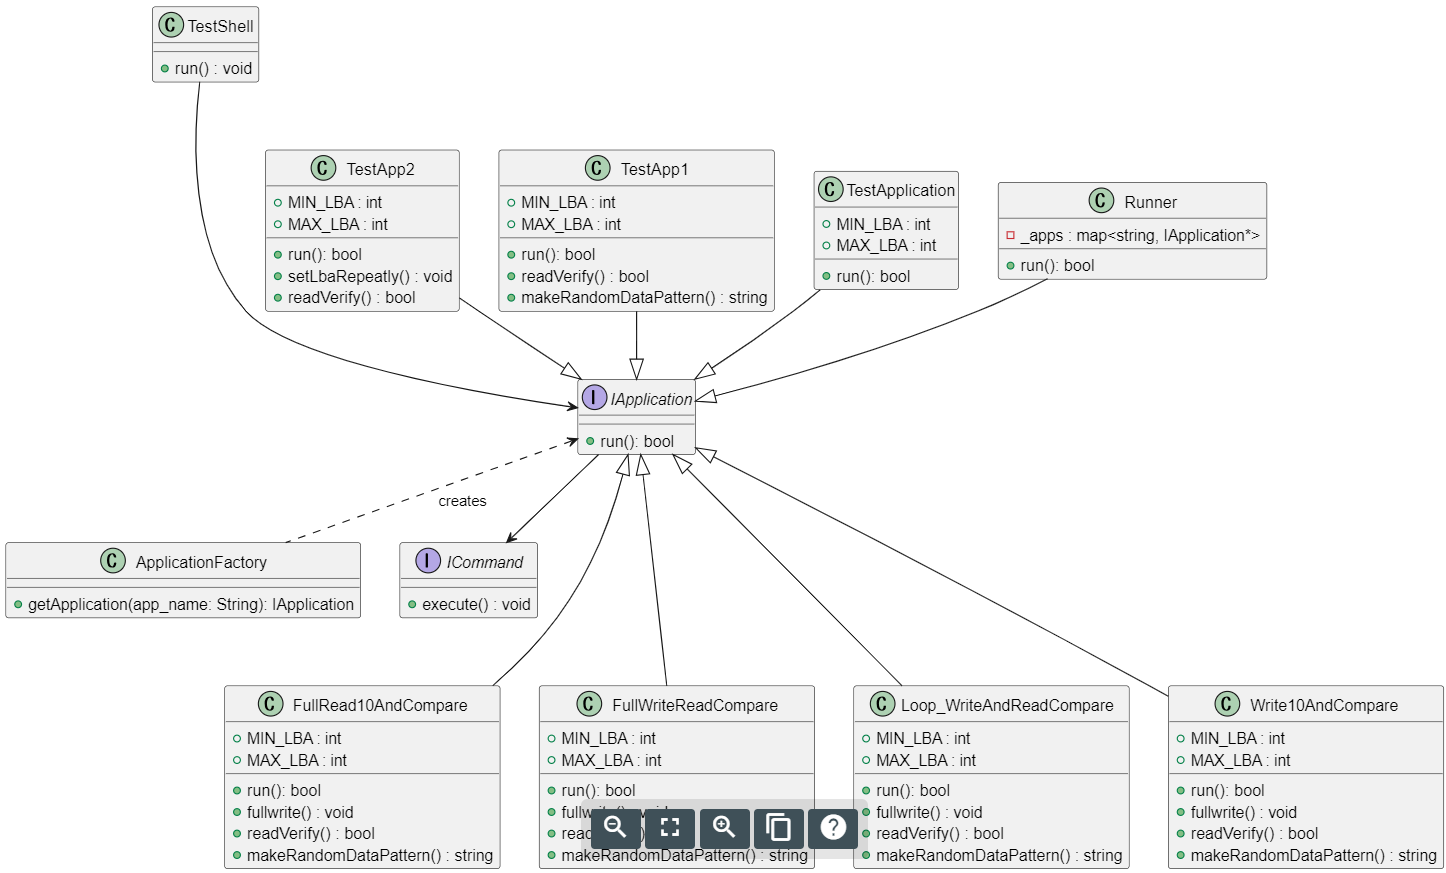 C TestShell
run() : void
C TestApp2
MIN_LBA : int
MAX_LBA : int
run(): bool
setLbaRepeatly() : void
readVerify() : bool
C TestApp1
MIN_LBA : int
MAX_LBA : int
run(): bool
readVerify() : bool
makeRandomDataPattern() : string
C TestApplication
MIN_LBA : int
MAX_LBA : int
run(): bool
C Runner
_apps : map<string, IApplication*>
run(): bool
I IApplication
run(): bool
creates
C ApplicationFactory
getApplication(app_name: String): IApplication
I ICommand
execute() : void
C FullRead10AndCompare
MIN_LBA : int
MAX_LBA : int
run(): bool
fullwrite() : void
readVerify() : bool
makeRandomDataPattern() : string
C FullWriteReadCompare
MIN_LBA : int
MAX_LBA : int
run(): bool
makeRandomDataPattern() : string
C Loop_WriteAndReadCompare
MIN_LBA : int
MAX_LBA : int
run(): bool
fullwrite() : void
readVerify() : bool
makeRandomDataPattern() : string
C Write10AndCompare
MIN_LBA : int
MAX_LBA : int
run(): bool
fullwrite() : void
readVerify() : bool
makeRandomDataPattern() : string
?